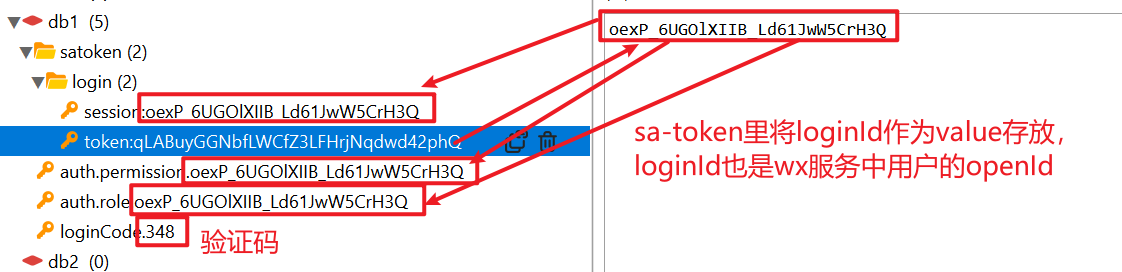 db1 (5)
satoken (2)
login (2)
session:oexP_6UGOlXIIB_Ld61JwW5CrH3Q
token:qLABuyGGNbfLWCfZ3LFHrjNqdwd42phQ
auth.permission.oexP_6UGOlXIIB_Ld61JwW5CrH3Q
auth.role.oexP_6UGOlXIIB_Ld61JwW5CrH3Q
loginCode.348
验证码
db2 (0)
oexP_6UGOlXIIB_Ld61JwW5CrH3Q
sa-token里将loginId作为value存放，
loginId也是wx服务中用户的openId